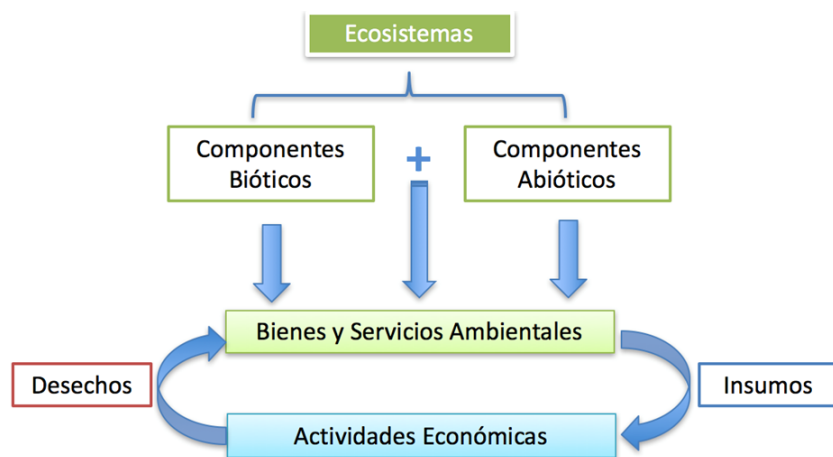 Ecosistemas
Componentes
Bióticos
+
Componentes
Abióticos
Bienes y Servicios Ambientales
Desechos
Insumos
Actividades Económicas